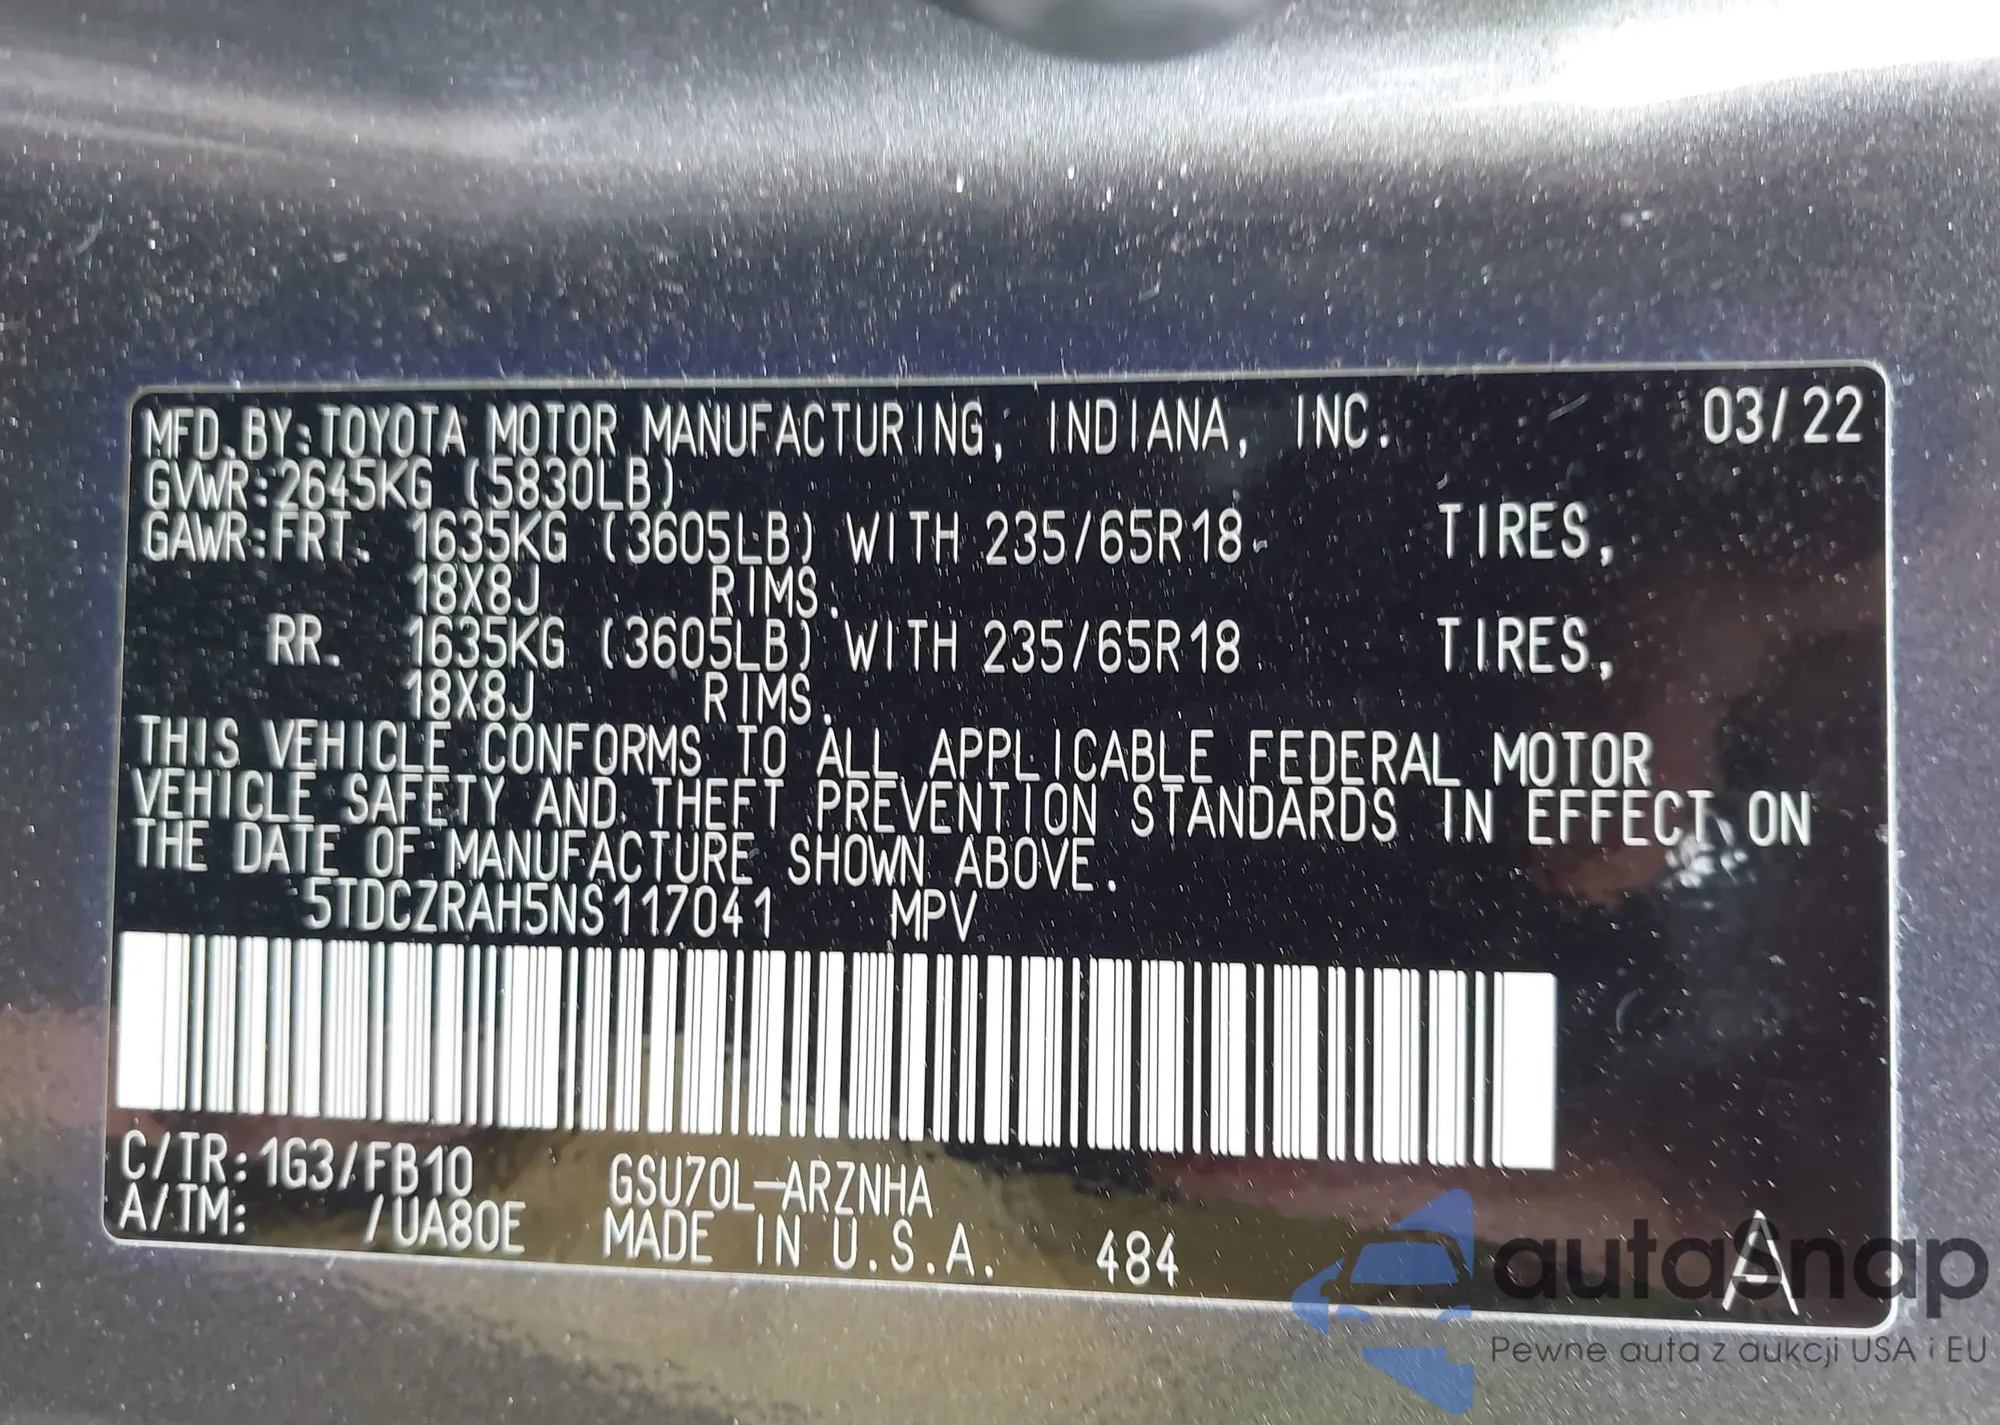 MFD.BY:TOYOTA MOTOR MANUFACTURING, INDIANA, INC. 03/22
GVWR:2645KG (5830LB)
GAWR:FRT. 1635KG (3605LB) WITH 235/65R18 TIRES,
18X8J RIMS.
RR. 1635KG (3605LB) WITH 235/65R18 TIRES,
18X8J RIMS.
THIS VEHICLE CONFORMS TO ALL APPLICABLE FEDERAL MOTOR
VEHICLE SAFETY AND THEFT PREVENTION STANDARDS IN EFFECT ON
THE DATE OF MANUFACTURE SHOWN ABOVE.
5TDCZRAH5NS117041 MPV
C/TR:1G3/FB10 GSU70L-ARZNHA
A/TM: /UA80E MADE IN U.S.A. 484 A
autaSnap
Pewne auta z aukcji USA i EU